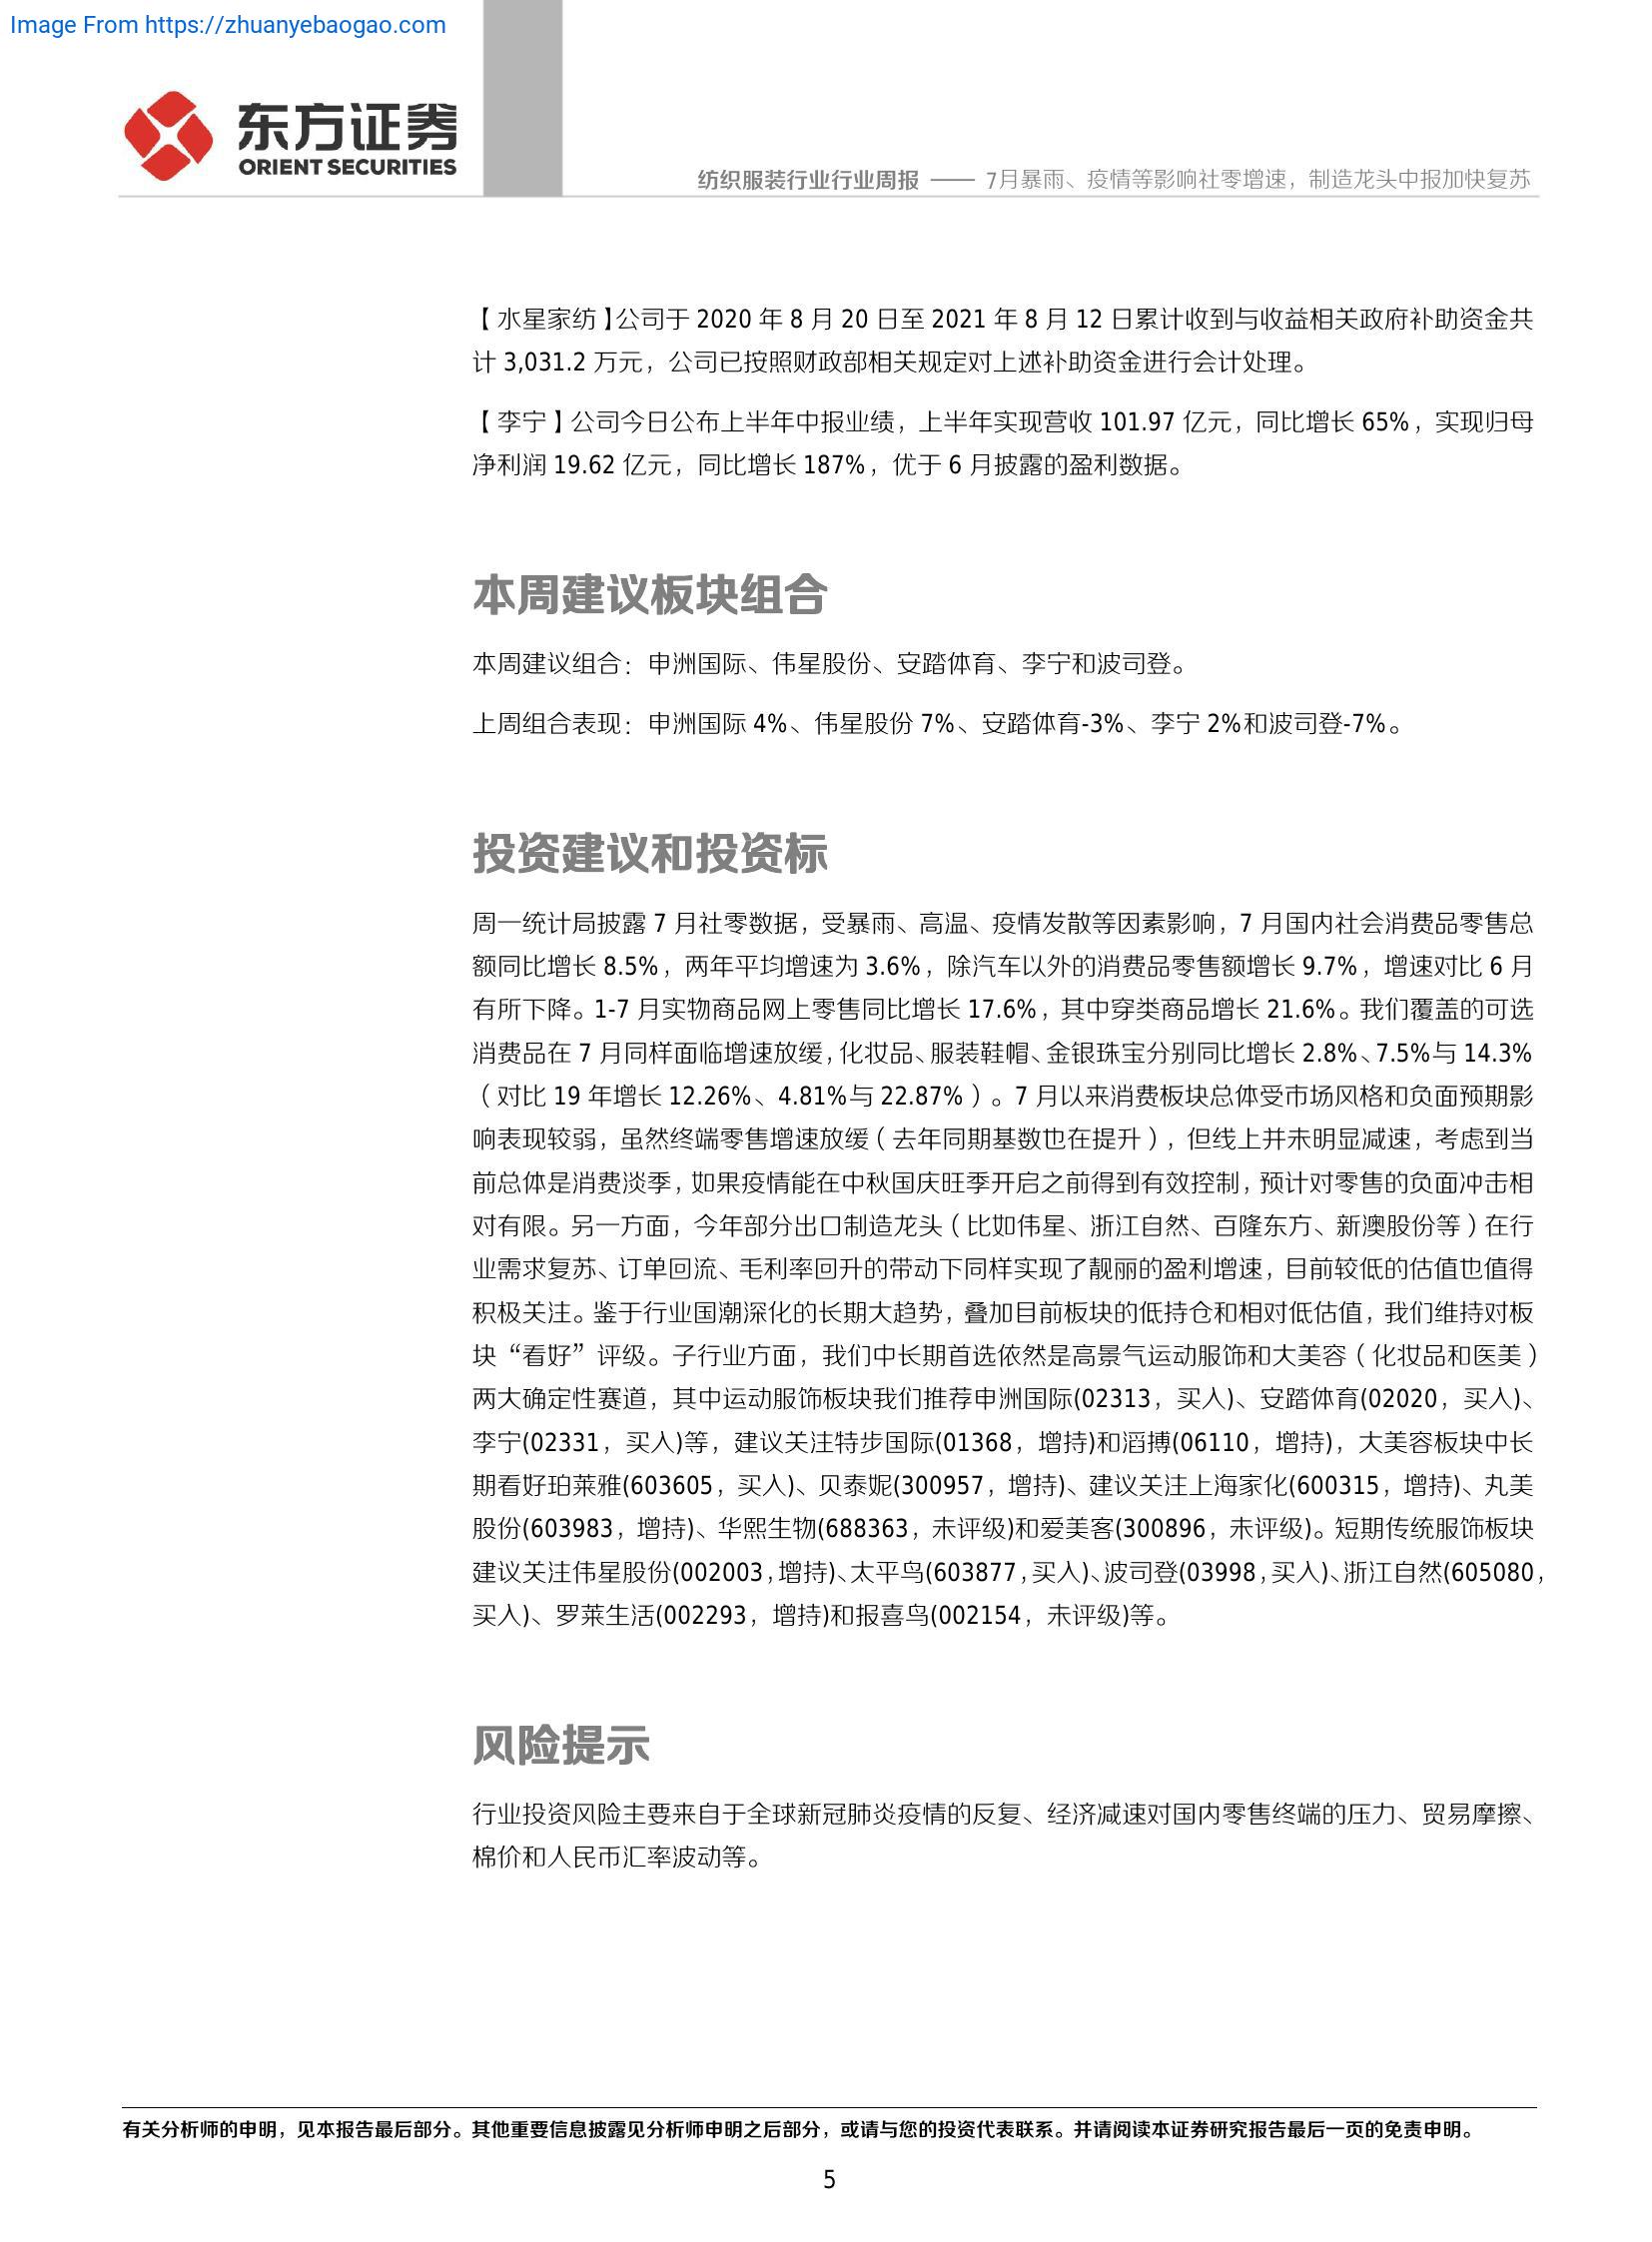 Image From https://zhuanyebaogao.com
东方证券
ORIENT SECURITIES
纺织服装行业行业周报 —— 7月暴雨、疫情等影响社零增速，制造龙头中报加快复苏
【水星家纺】公司于 2020 年 8 月 20 日至 2021 年 8 月 12 日累计收到与收益相关政府补助资金共
计 3,031.2 万元，公司已按照财政部相关规定对上述补助资金进行会计处理。
【李宁】公司今日公布上半年中报业绩，上半年实现营收 101.97 亿元，同比增长 65%，实现归母
净利润 19.62 亿元，同比增长 187%，优于 6 月披露的盈利数据。
本周建议板块组合
本周建议组合：申洲国际、伟星股份、安踏体育、李宁和波司登。
上周组合表现：申洲国际 4%、伟星股份 7%、安踏体育-3%、李宁 2%和波司登-7%。
投资建议和投资标
周一统计局披露 7 月社零数据，受暴雨、高温、疫情发散等因素影响，7 月国内社会消费品零售总
额同比增长 8.5%，两年平均增速为 3.6%，除汽车以外的消费品零售额增长 9.7%，增速对比 6 月
有所下降。1-7 月实物商品网上零售同比增长 17.6%，其中穿类商品增长 21.6%。我们覆盖的可选
消费品在 7 月同样面临增速放缓，化妆品、服装鞋帽、金银珠宝分别同比增长 2.8%、7.5%与 14.3%
（对比 19 年增长 12.26%、4.81%与 22.87%）。7 月以来消费板块总体受市场风格和负面预期影
响表现较弱，虽然终端零售增速放缓（去年同期基数也在提升），但线上并未明显减速，考虑到当
前总体是消费淡季，如果疫情能在中秋国庆旺季开启之前得到有效控制，预计对零售的负面冲击相
对有限。另一方面，今年部分出口制造龙头（比如伟星、浙江自然、百隆东方、新澳股份等）在行
业需求复苏、订单回流、毛利率回升的带动下同样实现了靓丽的盈利增速，目前较低的估值也值得
积极关注。鉴于行业国潮深化的长期大趋势，叠加目前板块的低持仓和相对低估值，我们维持对板
块“看好”评级。子行业方面，我们中长期首选依然是高景气运动服饰和大美容（化妆品和医美）
两大确定性赛道，其中运动服饰板块我们推荐申洲国际(02313，买入)、安踏体育(02020，买入)、
李宁(02331，买入)等，建议关注特步国际(01368，增持)和滔搏(06110，增持)，大美容板块中长
期看好珀莱雅(603605，买入)、贝泰妮(300957，增持)、建议关注上海家化(600315，增持)、丸美
股份(603983，增持)、华熙生物(688363，未评级)和爱美客(300896，未评级)。短期传统服饰板块
建议关注伟星股份(002003，增持)、太平鸟(603877，买入)、波司登(03998，买入)、浙江自然(605080，
买入)、罗莱生活(002293，增持)和报喜鸟(002154，未评级)等。
风险提示
行业投资风险主要来自于全球新冠肺炎疫情的反复、经济减速对国内零售终端的压力、贸易摩擦、
棉价和人民币汇率波动等。
有关分析师的申明，见本报告最后部分。其他重要信息披露见分析师申明之后部分，或请与您的投资代表联系。并请阅读本证券研究报告最后一页的免责申明。
5